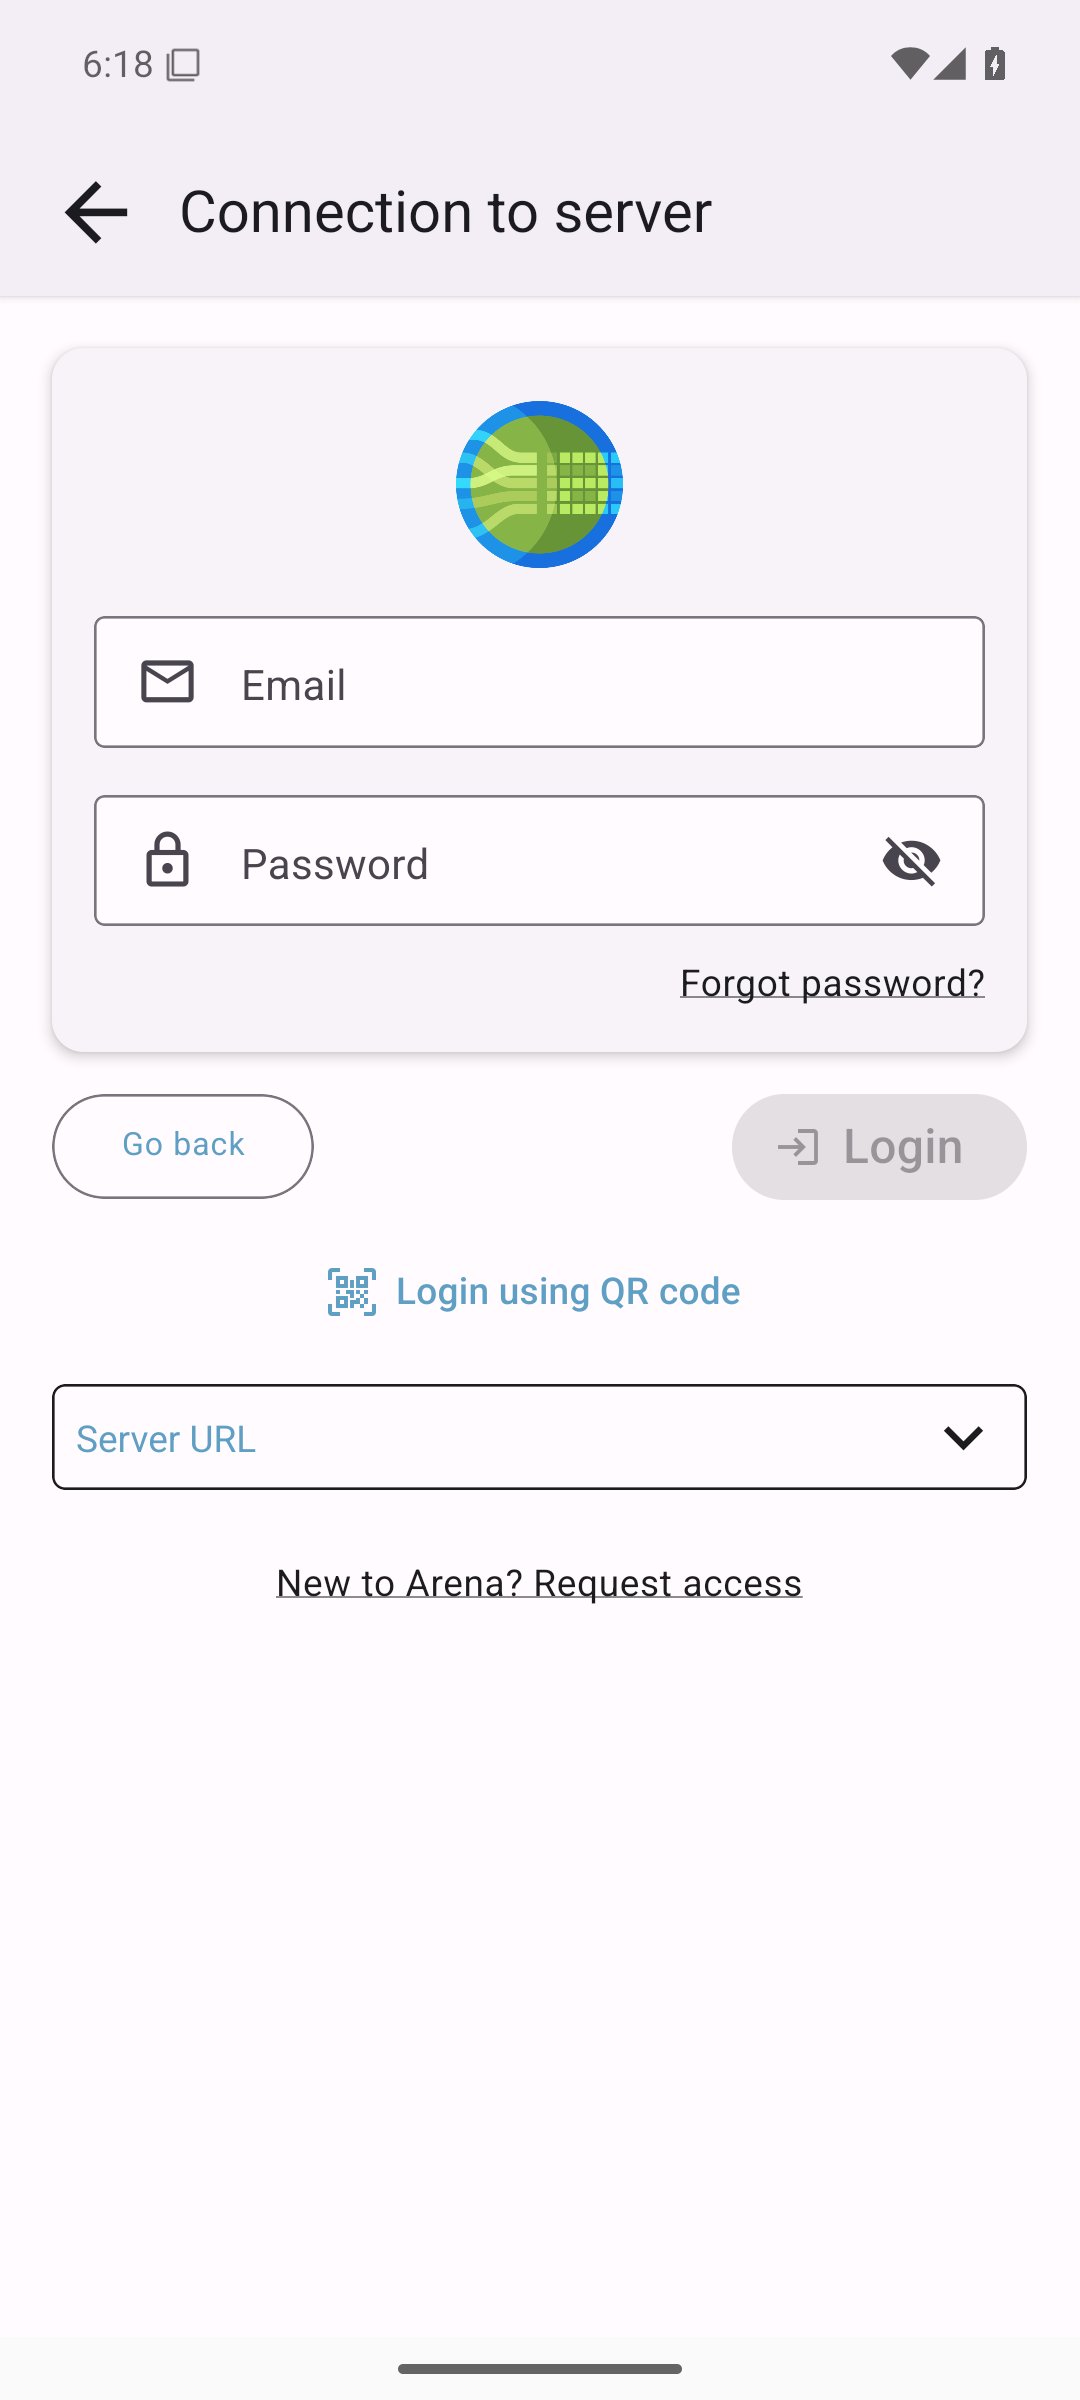 6:18
Connection to server
Email
Password
Forgot password?
Go back
Login
Login using QR code
Server URL
New to Arena? Request access